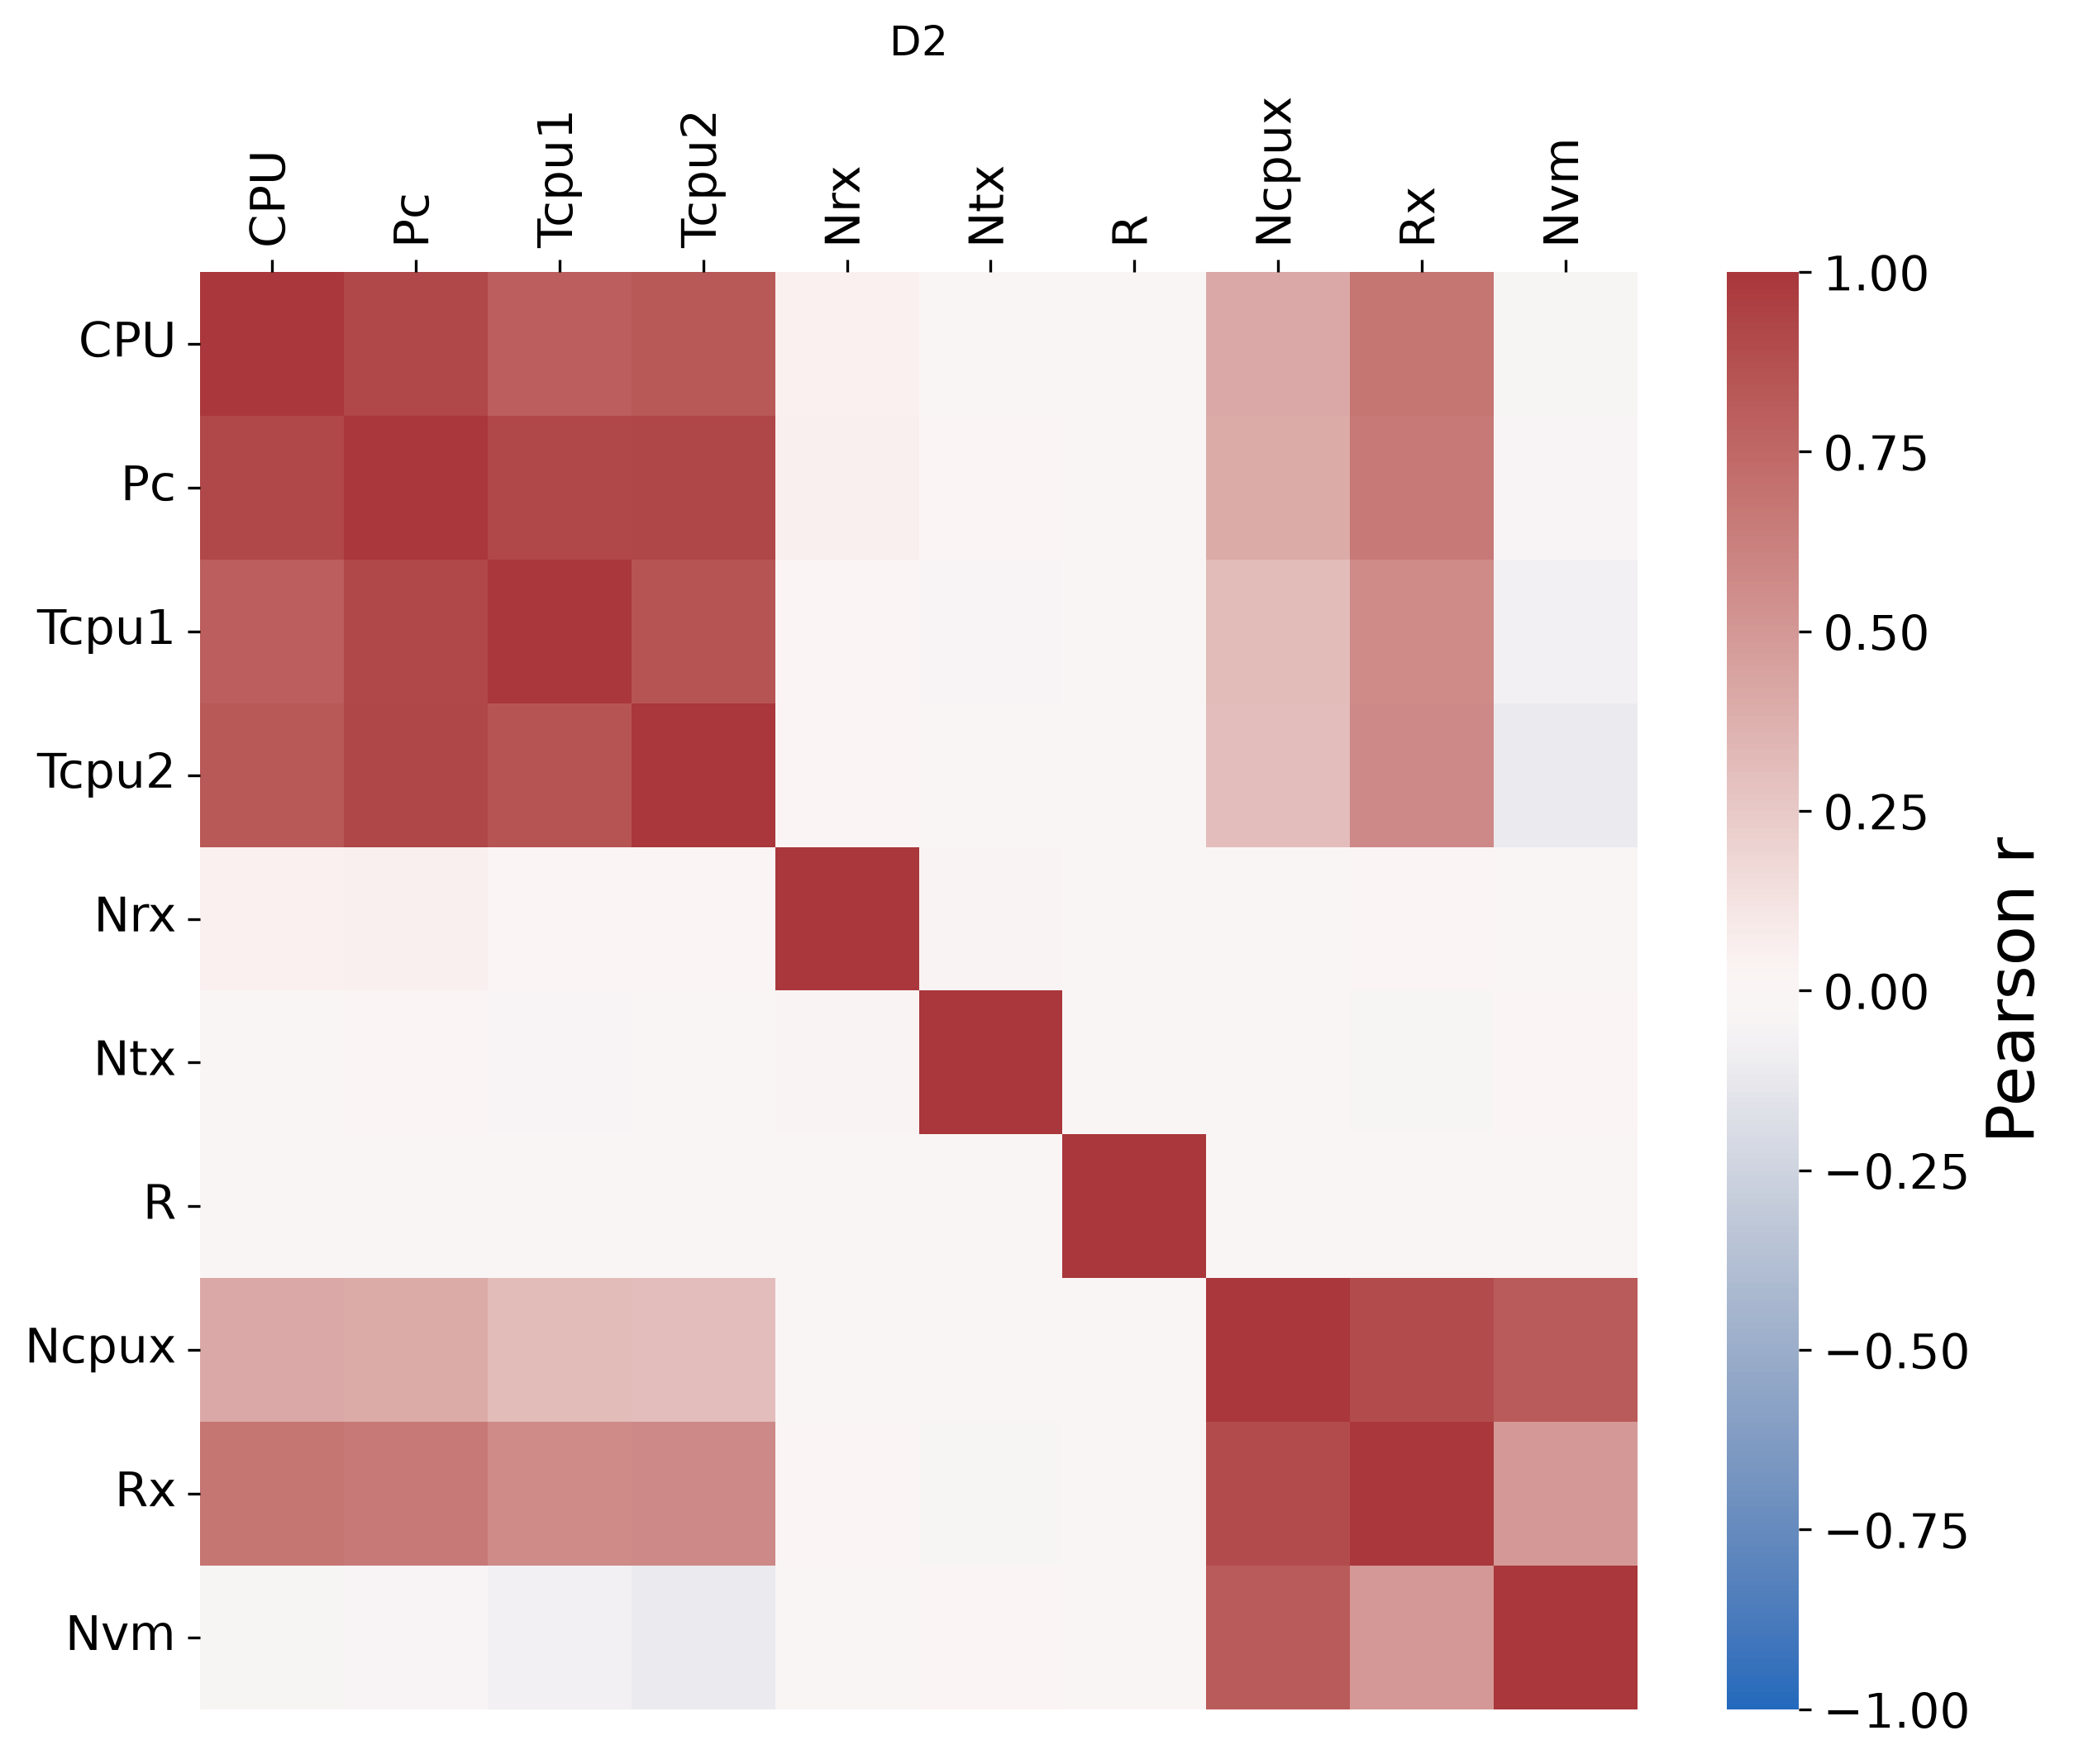 D2
CPU
Pc
Tcpu1
Tcpu2
Nrx
Ntx
R
Ncpux
Rx
Nvm
CPU
Pc
Tcpu1
Tcpu2
Nrx
Ntx
R
Ncpux
Rx
Nvm
1.00
0.75
0.50
0.25
0.00
−0.25
−0.50
−0.75
−1.00
Pearson r